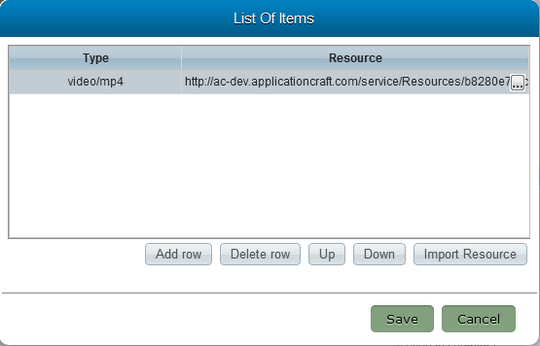 List Of Items
Type Resource
video/mp4 http://ac-dev.applicationcraft.com/service/Resources/b8280e7 ...
Add row Delete row Up Down Import Resource
Save Cancel